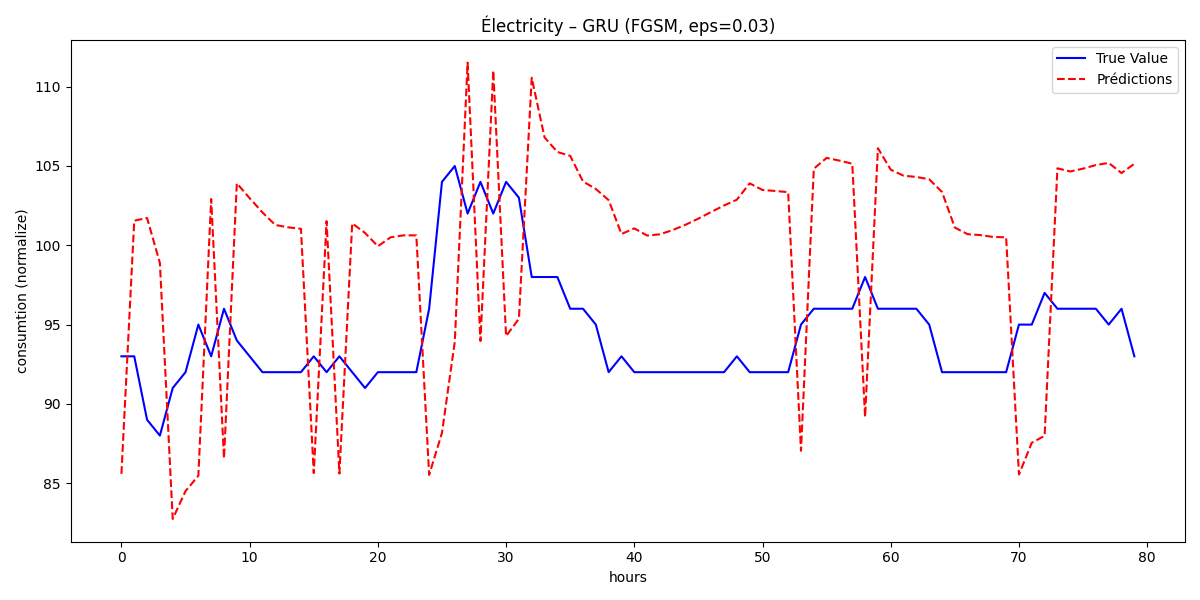 Électricity – GRU (FGSM, eps=0.03)
True Value
Prédictions
consumtion (normalize)
110
105
100
95
90
85
0 10 20 30 40 50 60 70 80
hours